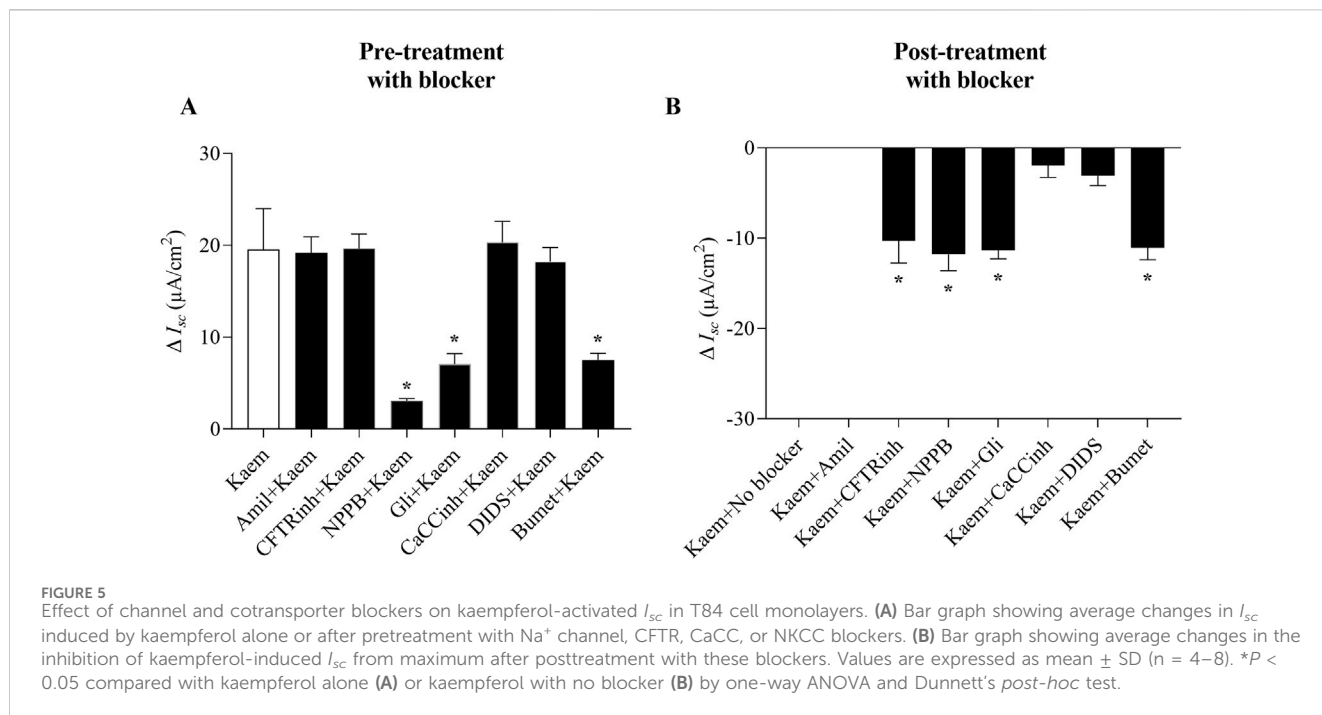 Pre-treatment
with blocker
A
30
20
10
0
Δ Isc (µA/cm²)
Kaem
Amil+Kaem
CFTRinh+Kaem
NPPB+Kaem
Gli+Kaem
CaCCinh+Kaem
DIDS+Kaem
Bumet+Kaem
*
*
*
Post-treatment
with blocker
B
0
-10
-20
-30
Δ Isc (µA/cm²)
*
*
*
*
Kaem+No blocker
Kaem+Amil
Kaem+CFTRinh
Kaem+NPPB
Kaem+Gli
Kaem+CaCCinh
Kaem+DIDS
Kaem+Bumet
FIGURE 5
Effect of channel and cotransporter blockers on kaempferol-activated Isc in T84 cell monolayers. (A) Bar graph showing average changes in Isc
induced by kaempferol alone or after pretreatment with Na⁺ channel, CFTR, CaCC, or NKCC blockers. (B) Bar graph showing average changes in the
inhibition of kaempferol-induced Isc from maximum after posttreatment with these blockers. Values are expressed as mean ± SD (n = 4–8). *P <
0.05 compared with kaempferol alone (A) or kaempferol with no blocker (B) by one-way ANOVA and Dunnett's post-hoc test.